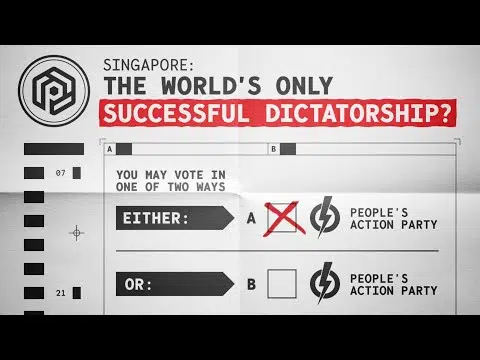 SINGAPORE:
THE WORLD'S ONLY
SUCCESSFUL DICTATORSHIP?
A
B
07
YOU MAY VOTE IN
ONE OF TWO WAYS
EITHER:
A
PEOPLE'S
ACTION PARTY
21
OR:
B
PEOPLE'S
ACTION PARTY